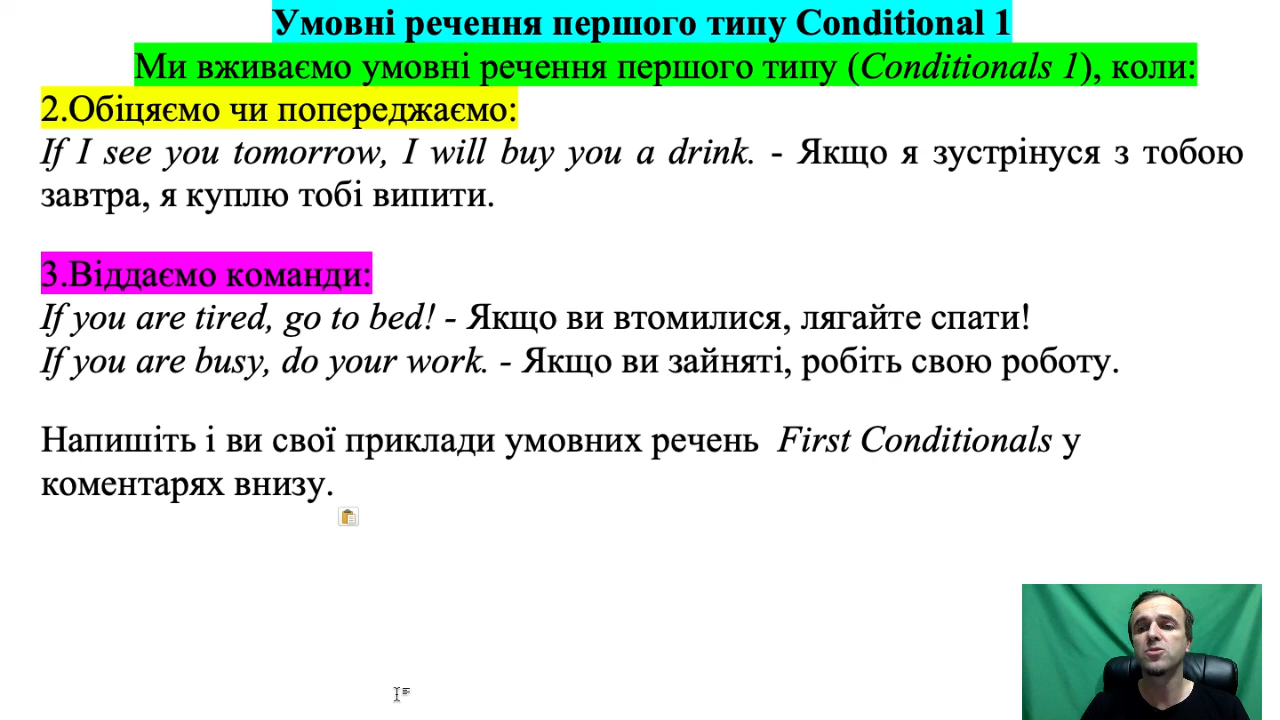 Умовні речення першого типу Conditional 1
Ми вживаємо умовні речення першого типу (Conditionals 1), коли:
2.Обіцяємо чи попереджаємо:
If I see you tomorrow, I will buy you a drink. - Якщо я зустрінуся з тобою
завтра, я куплю тобі випити.
3.Віддаємо команди:
If you are tired, go to bed! - Якщо ви втомилися, лягайте спати!
If you are busy, do your work. - Якщо ви зайняті, робіть свою роботу.
Напишіть і ви свої приклади умовних речень First Conditionals у
коментарях внизу.